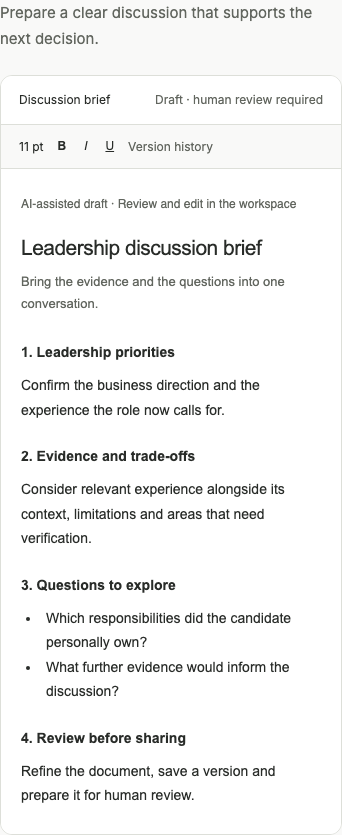 Prepare a clear discussion that supports the
next decision.
Discussion brief
Draft · human review required
11 pt B I U Version history
AI-assisted draft · Review and edit in the workspace
Leadership discussion brief
Bring the evidence and the questions into one
conversation.
1. Leadership priorities
Confirm the business direction and the
experience the role now calls for.
2. Evidence and trade-offs
Consider relevant experience alongside its
context, limitations and areas that need
verification.
3. Questions to explore
• Which responsibilities did the candidate
personally own?
• What further evidence would inform the
discussion?
4. Review before sharing
Refine the document, save a version and
prepare it for human review.